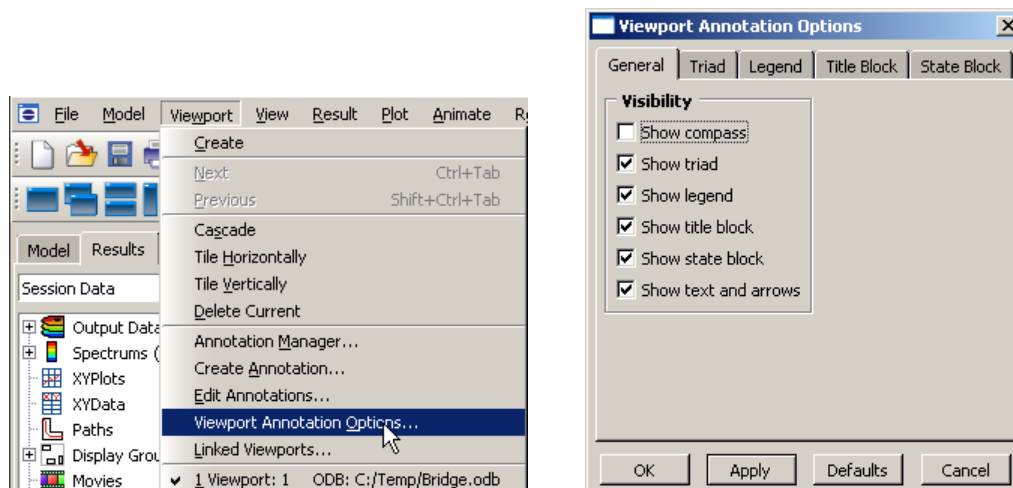 File Model Viewport View Result Plot Animate
Create
Next Ctrl+Tab
Previous Shift+Ctrl+Tab
Cascade
Tile Horizontally
Tile Vertically
Delete Current
Annotation Manager...
Create Annotation...
Edit Annotations...
Viewport Annotation Options...
Linked Viewports...
✔ 1 Viewport: 1 ODB: C:/Temp/Bridge.odb
Model Results
Session Data
Output Data
Spectrums (
XYPlots
XYData
Paths
Display Grou
Movies
Viewport Annotation Options
General Triad Legend Title Block State Block
Visibility
Show compass
Show triad
Show legend
Show title block
Show state block
Show text and arrows
OK Apply Defaults Cancel